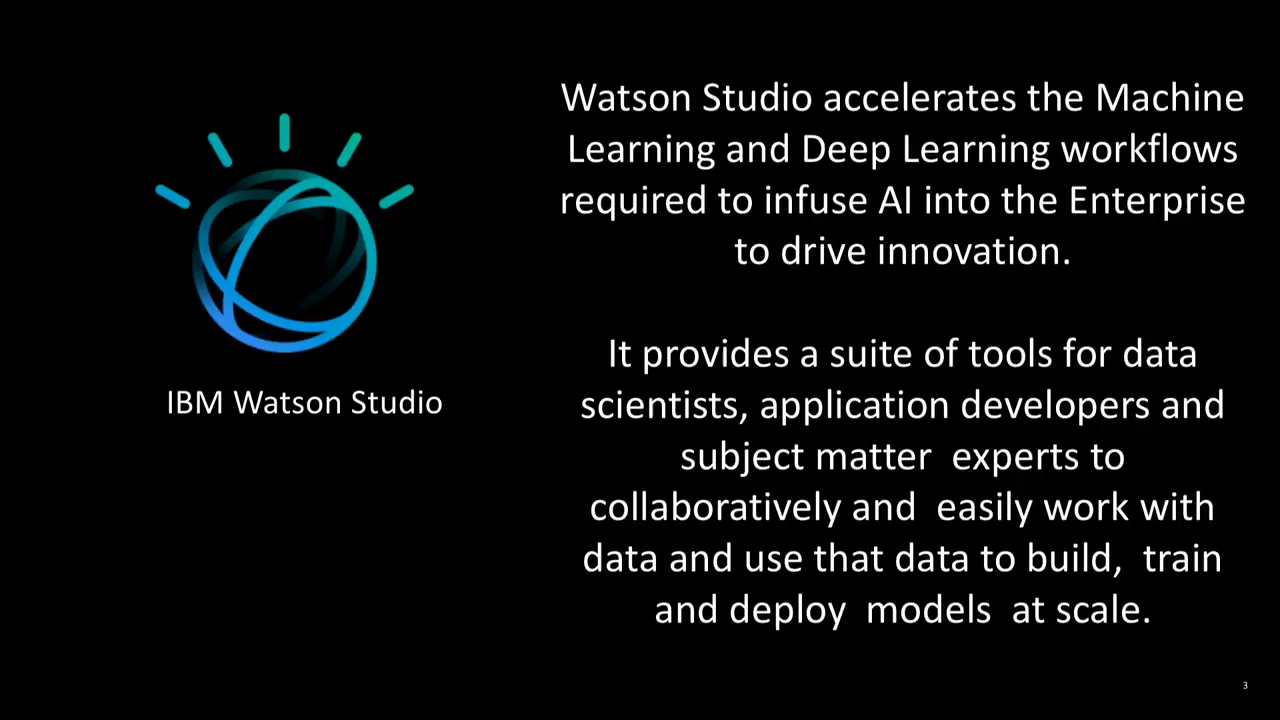 Watson Studio accelerates the Machine
Learning and Deep Learning workflows
required to infuse AI into the Enterprise
to drive innovation.
It provides a suite of tools for data
scientists, application developers and
subject matter  experts to
collaboratively and  easily work with
data and use that data to build,  train
and deploy  models  at scale.
IBM Watson Studio
3